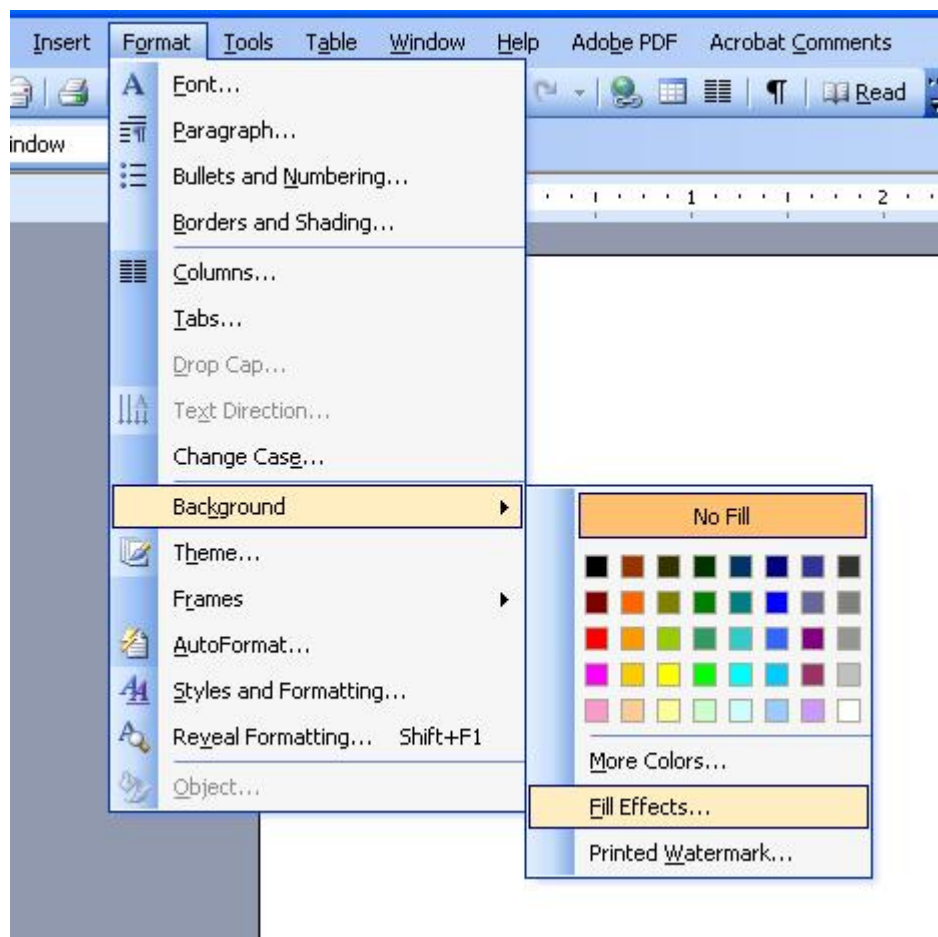 Insert Format Tools Table Window Help Adobe PDF Acrobat Comments
Read
indow
1 2
Font...
Paragraph...
Bullets and Numbering...
Borders and Shading...
Columns...
Tabs...
Drop Cap...
Text Direction...
Change Case...
Background
Theme...
Frames
AutoFormat...
Styles and Formatting...
Reveal Formatting... Shift+F1
Object...
No Fill
More Colors...
Fill Effects...
Printed Watermark...